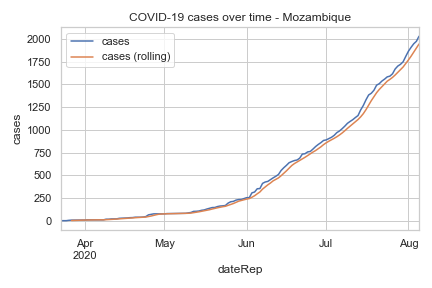 COVID-19 cases over time - Mozambique
cases
cases (rolling)
2000
1750
1500
1250
1000
750
500
250
0
cases
Apr
2020
May
Jun
Jul
Aug
dateRep